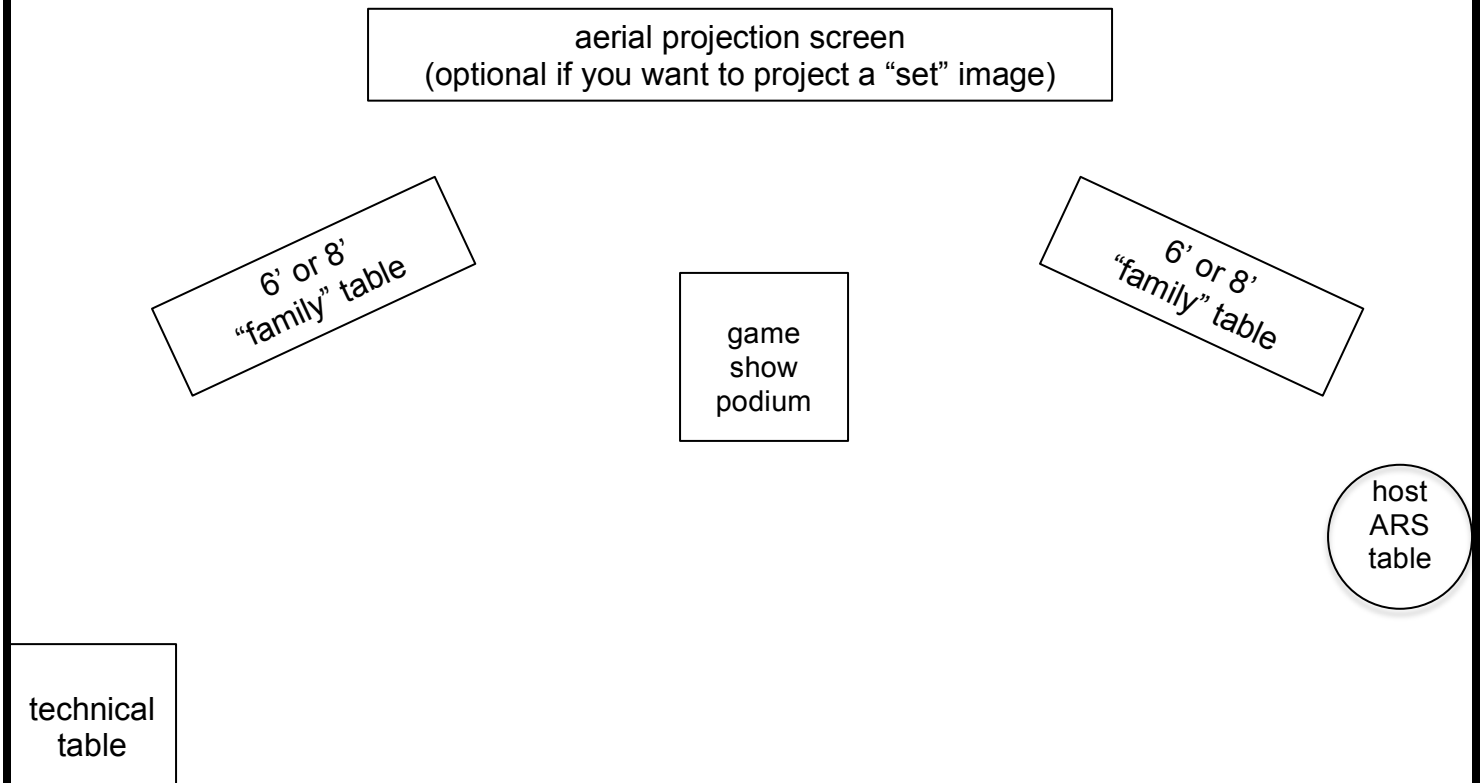 aerial projection screen
(optional if you want to project a “set” image)
6’ or 8’
“family” table
6’ or 8’
“family” table
game
show
podium
host
ARS
table
technical
table